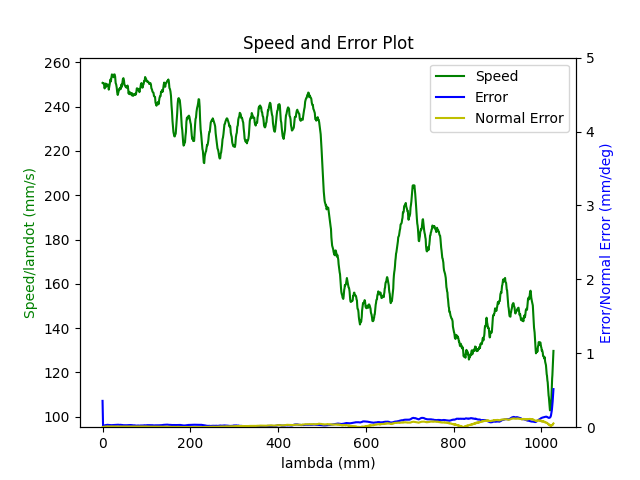 Speed and Error Plot
260
240
220
200
180
160
140
120
100
Speed/lamdot (mm/s)
Speed
Error
Normal Error
5
4
3
2
1
0
Error/Normal Error (mm/deg)
0 200 400 600 800 1000
lambda (mm)